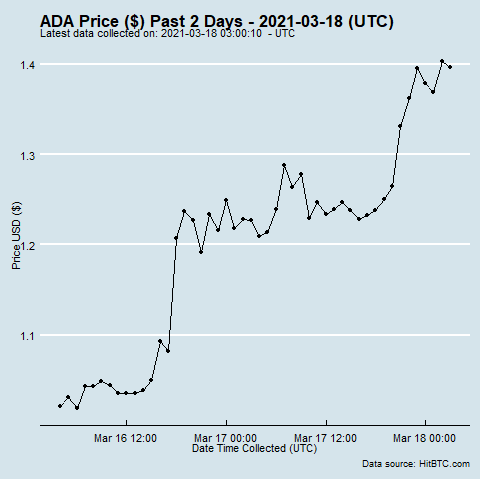 ADA Price ($) Past 2 Days - 2021-03-18 (UTC)
Latest data collected on: 2021-03-18 03:00:10 - UTC
1.4
1.3
1.2
1.1
Price USD ($)
Mar 16 12:00 Mar 17 00:00 Mar 17 12:00 Mar 18 00:00
Date Time Collected (UTC)
Data source: HitBTC.com